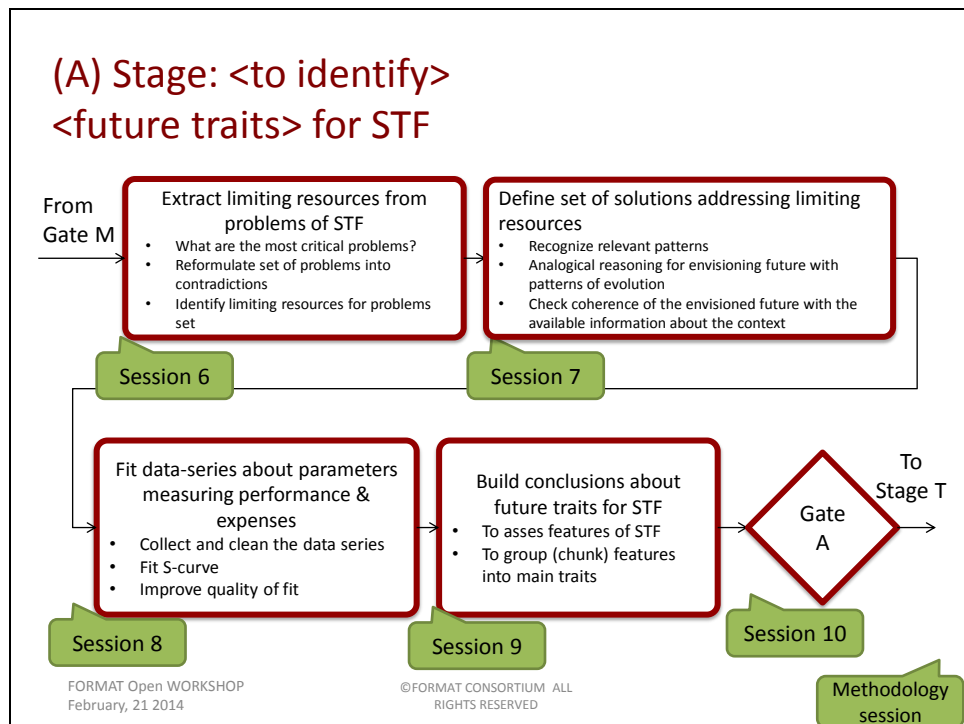 (A) Stage: <to identify>
<future traits> for STF
From
Gate M
Extract limiting resources from
problems of STF
• What are the most critical problems?
• Reformulate set of problems into
contradictions
• Identify limiting resources for problems
set
Session 6
Define set of solutions addressing limiting
resources
• Recognize relevant patterns
• Analogical reasoning for envisioning future with
patterns of evolution
• Check coherence of the envisioned future with the
available information about the context
Session 7
Fit data-series about parameters
measuring performance &
expenses
• Collect and clean the data series
• Fit S-curve
• Improve quality of fit
Session 8
Build conclusions about
future traits for STF
• To asses features of STF
• To group (chunk) features
into main traits
Session 9
Gate
A
Session 10
To
Stage T
Methodology
session
FORMAT Open WORKSHOP
February, 21 2014
©FORMAT CONSORTIUM ALL
RIGHTS RESERVED